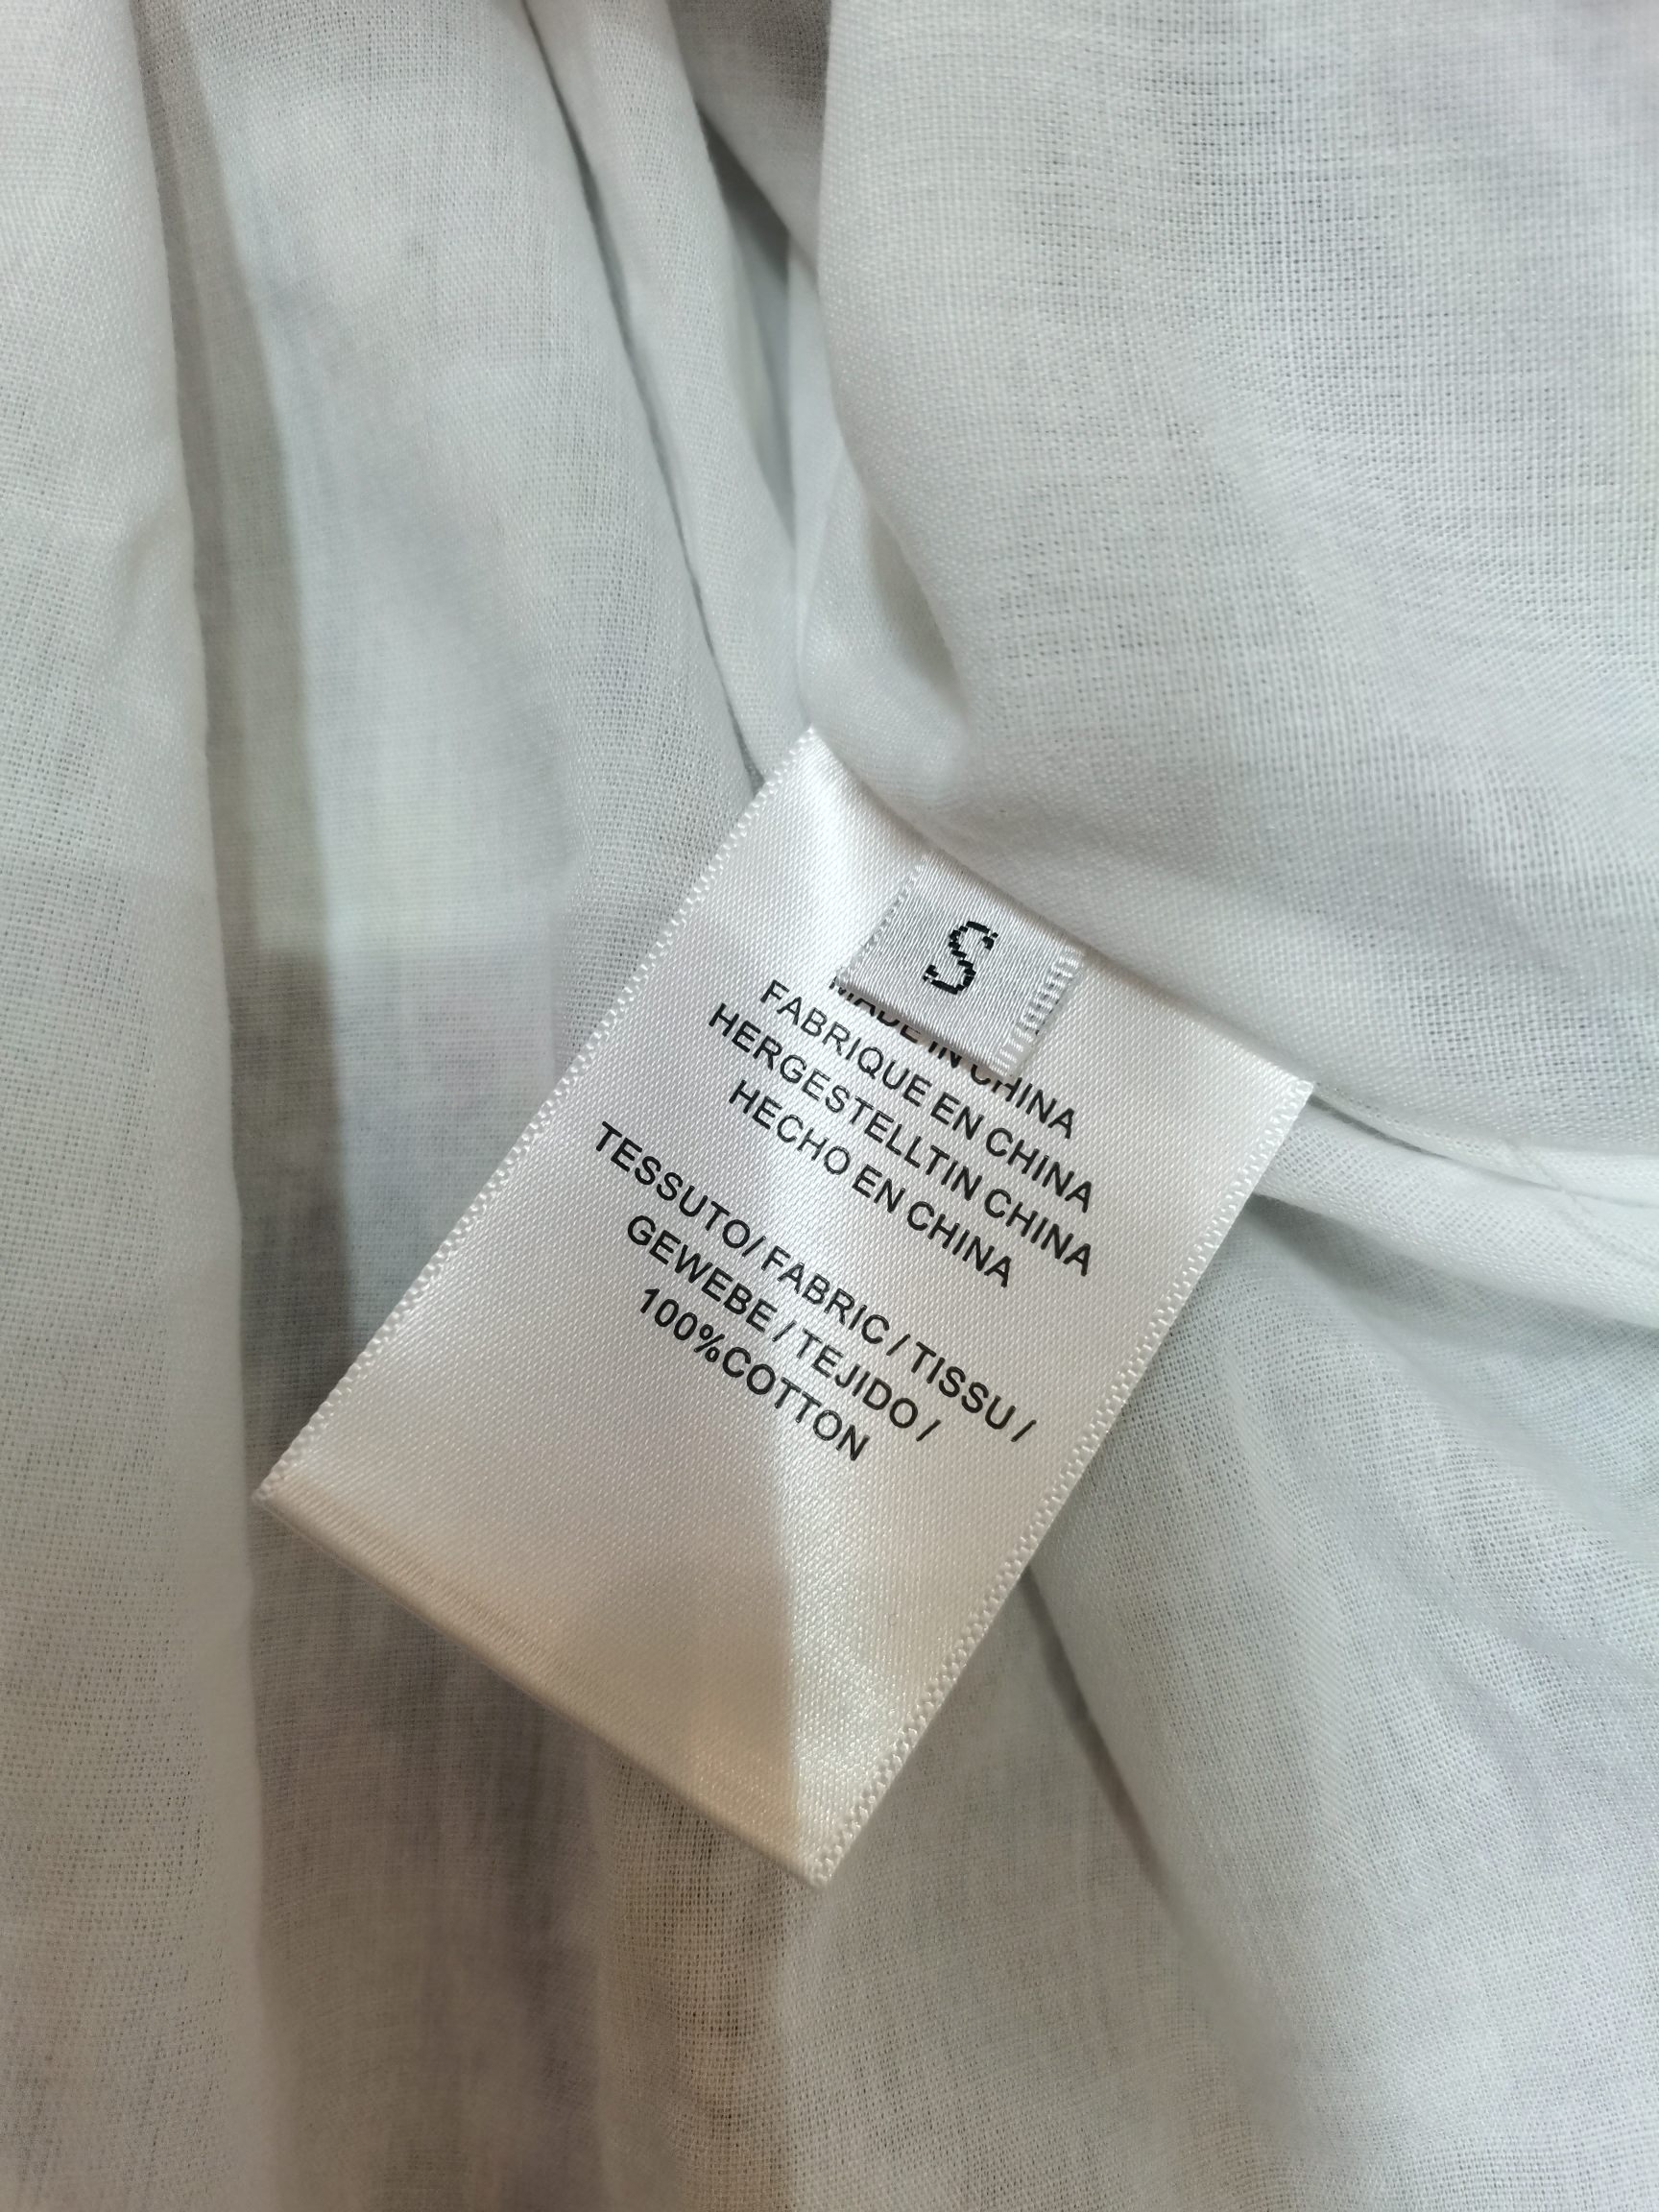 S
MADE IN CHINA
FABRIQUE EN CHINA
HERGESTELLTIN CHINA
HECHO EN CHINA
TESSUTO/ FABRIC / TISSU /
GEWEBE / TEJIDO /
100%COTTON